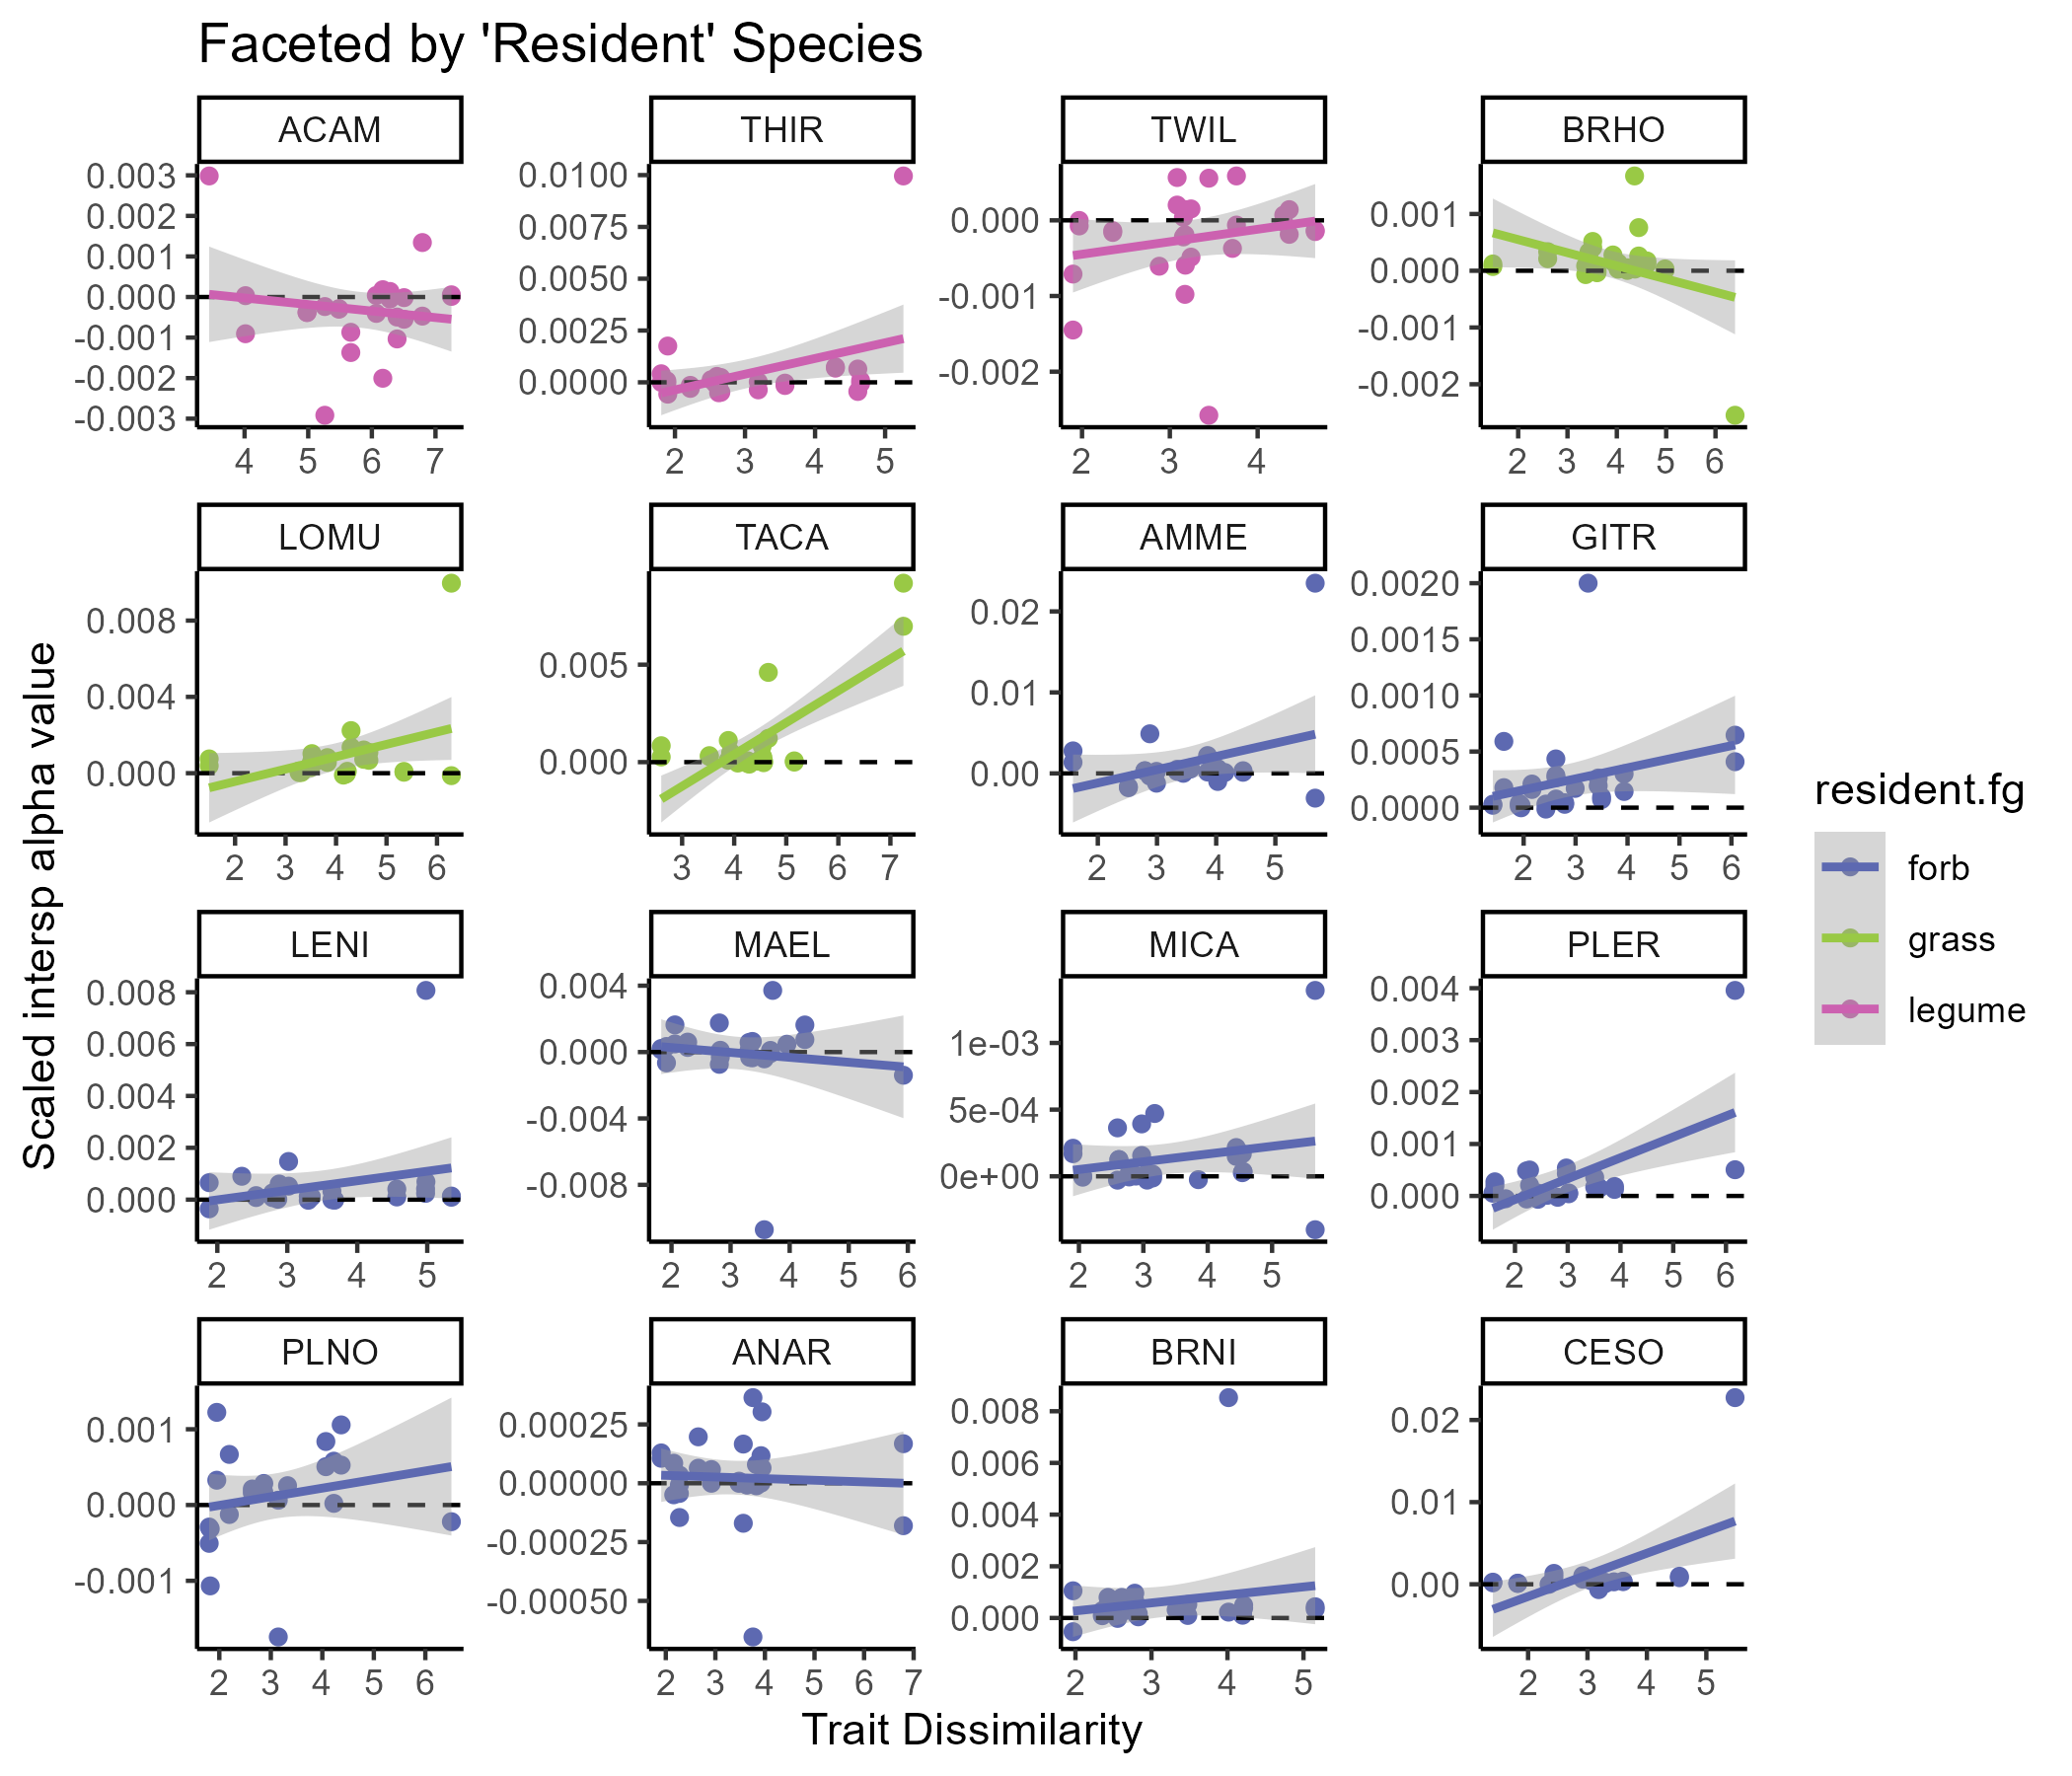 Faceted by 'Resident' Species
ACAM THIR TWIL BRHO
0.003 0.002 0.001 0.000 -0.001 -0.002 -0.003
0.0100 0.0075 0.0050 0.0025 0.0000
0.000 -0.001 -0.002
0.001 0.000 -0.001 -0.002
4 5 6 7
2 3 4 5
2 3 4
2 3 4 5 6
LOMU TACA AMME GITR
0.008 0.004 0.000
0.005 0.000
0.02 0.01 0.00
0.0020 0.0015 0.0010 0.0005 0.0000
2 3 4 5 6
3 4 5 6 7
2 3 4 5
2 3 4 5 6
LENI MAEL MICA PLER
0.008 0.006 0.004 0.002 0.000
0.004 0.000 -0.004 -0.008
1e-03 5e-04 0e+00
0.004 0.003 0.002 0.001 0.000
2 3 4 5
2 3 4 5 6
2 3 4 5
2 3 4 5 6
PLNO ANAR BRNI CESO
0.001 0.000 -0.001
0.00025 0.00000 -0.00025 -0.00050
0.008 0.006 0.004 0.002 0.000
0.02 0.01 0.00
2 3 4 5 6
2 3 4 5 6 7
2 3 4 5
2 3 4 5
Scaled intersp alpha value
Trait Dissimilarity
resident.fg
forb
grass
legume